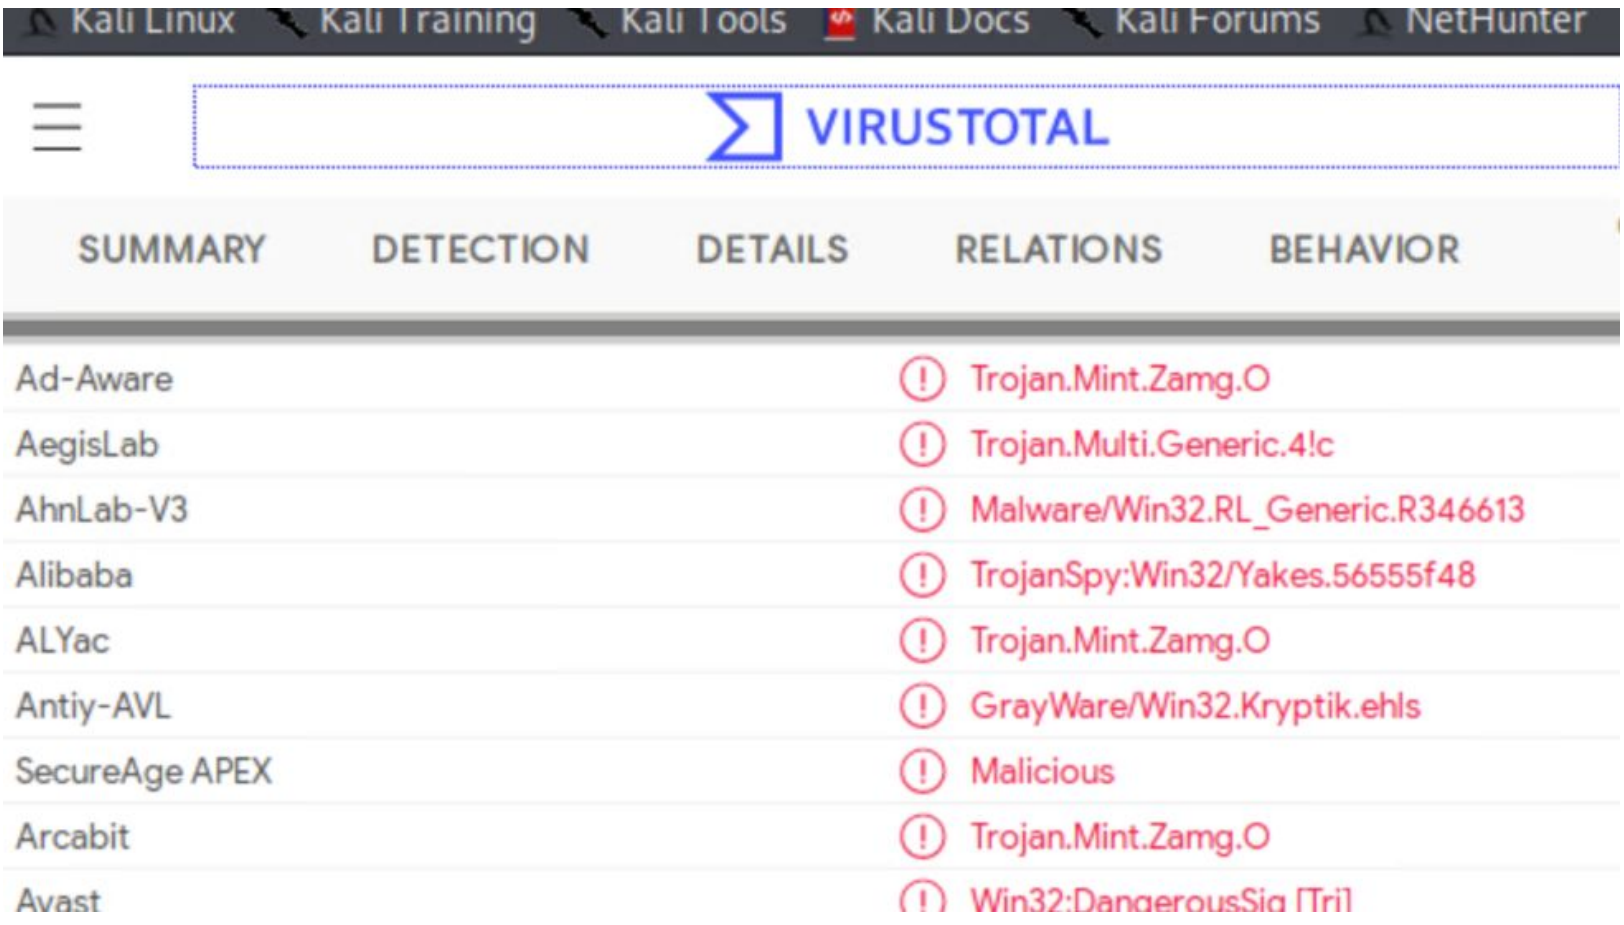 Kali Linux Kali Training Kali Tools Kali Docs Kali Forums NetHunter
VIRUSTOTAL
SUMMARY DETECTION DETAILS RELATIONS BEHAVIOR
Ad-Aware Trojan.Mint.Zamg.O
AegisLab Trojan.Multi.Generic.4!c
AhnLab-V3 Malware/Win32.RL_Generic.R346613
Alibaba TrojanSpy:Win32/Yakes.56555f48
ALYac Trojan.Mint.Zamg.O
Antiy-AVL GrayWare/Win32.Kryptik.ehls
SecureAge APEX Malicious
Arcabit Trojan.Mint.Zamg.O
Avast Win32:DangerousSig [Trj]